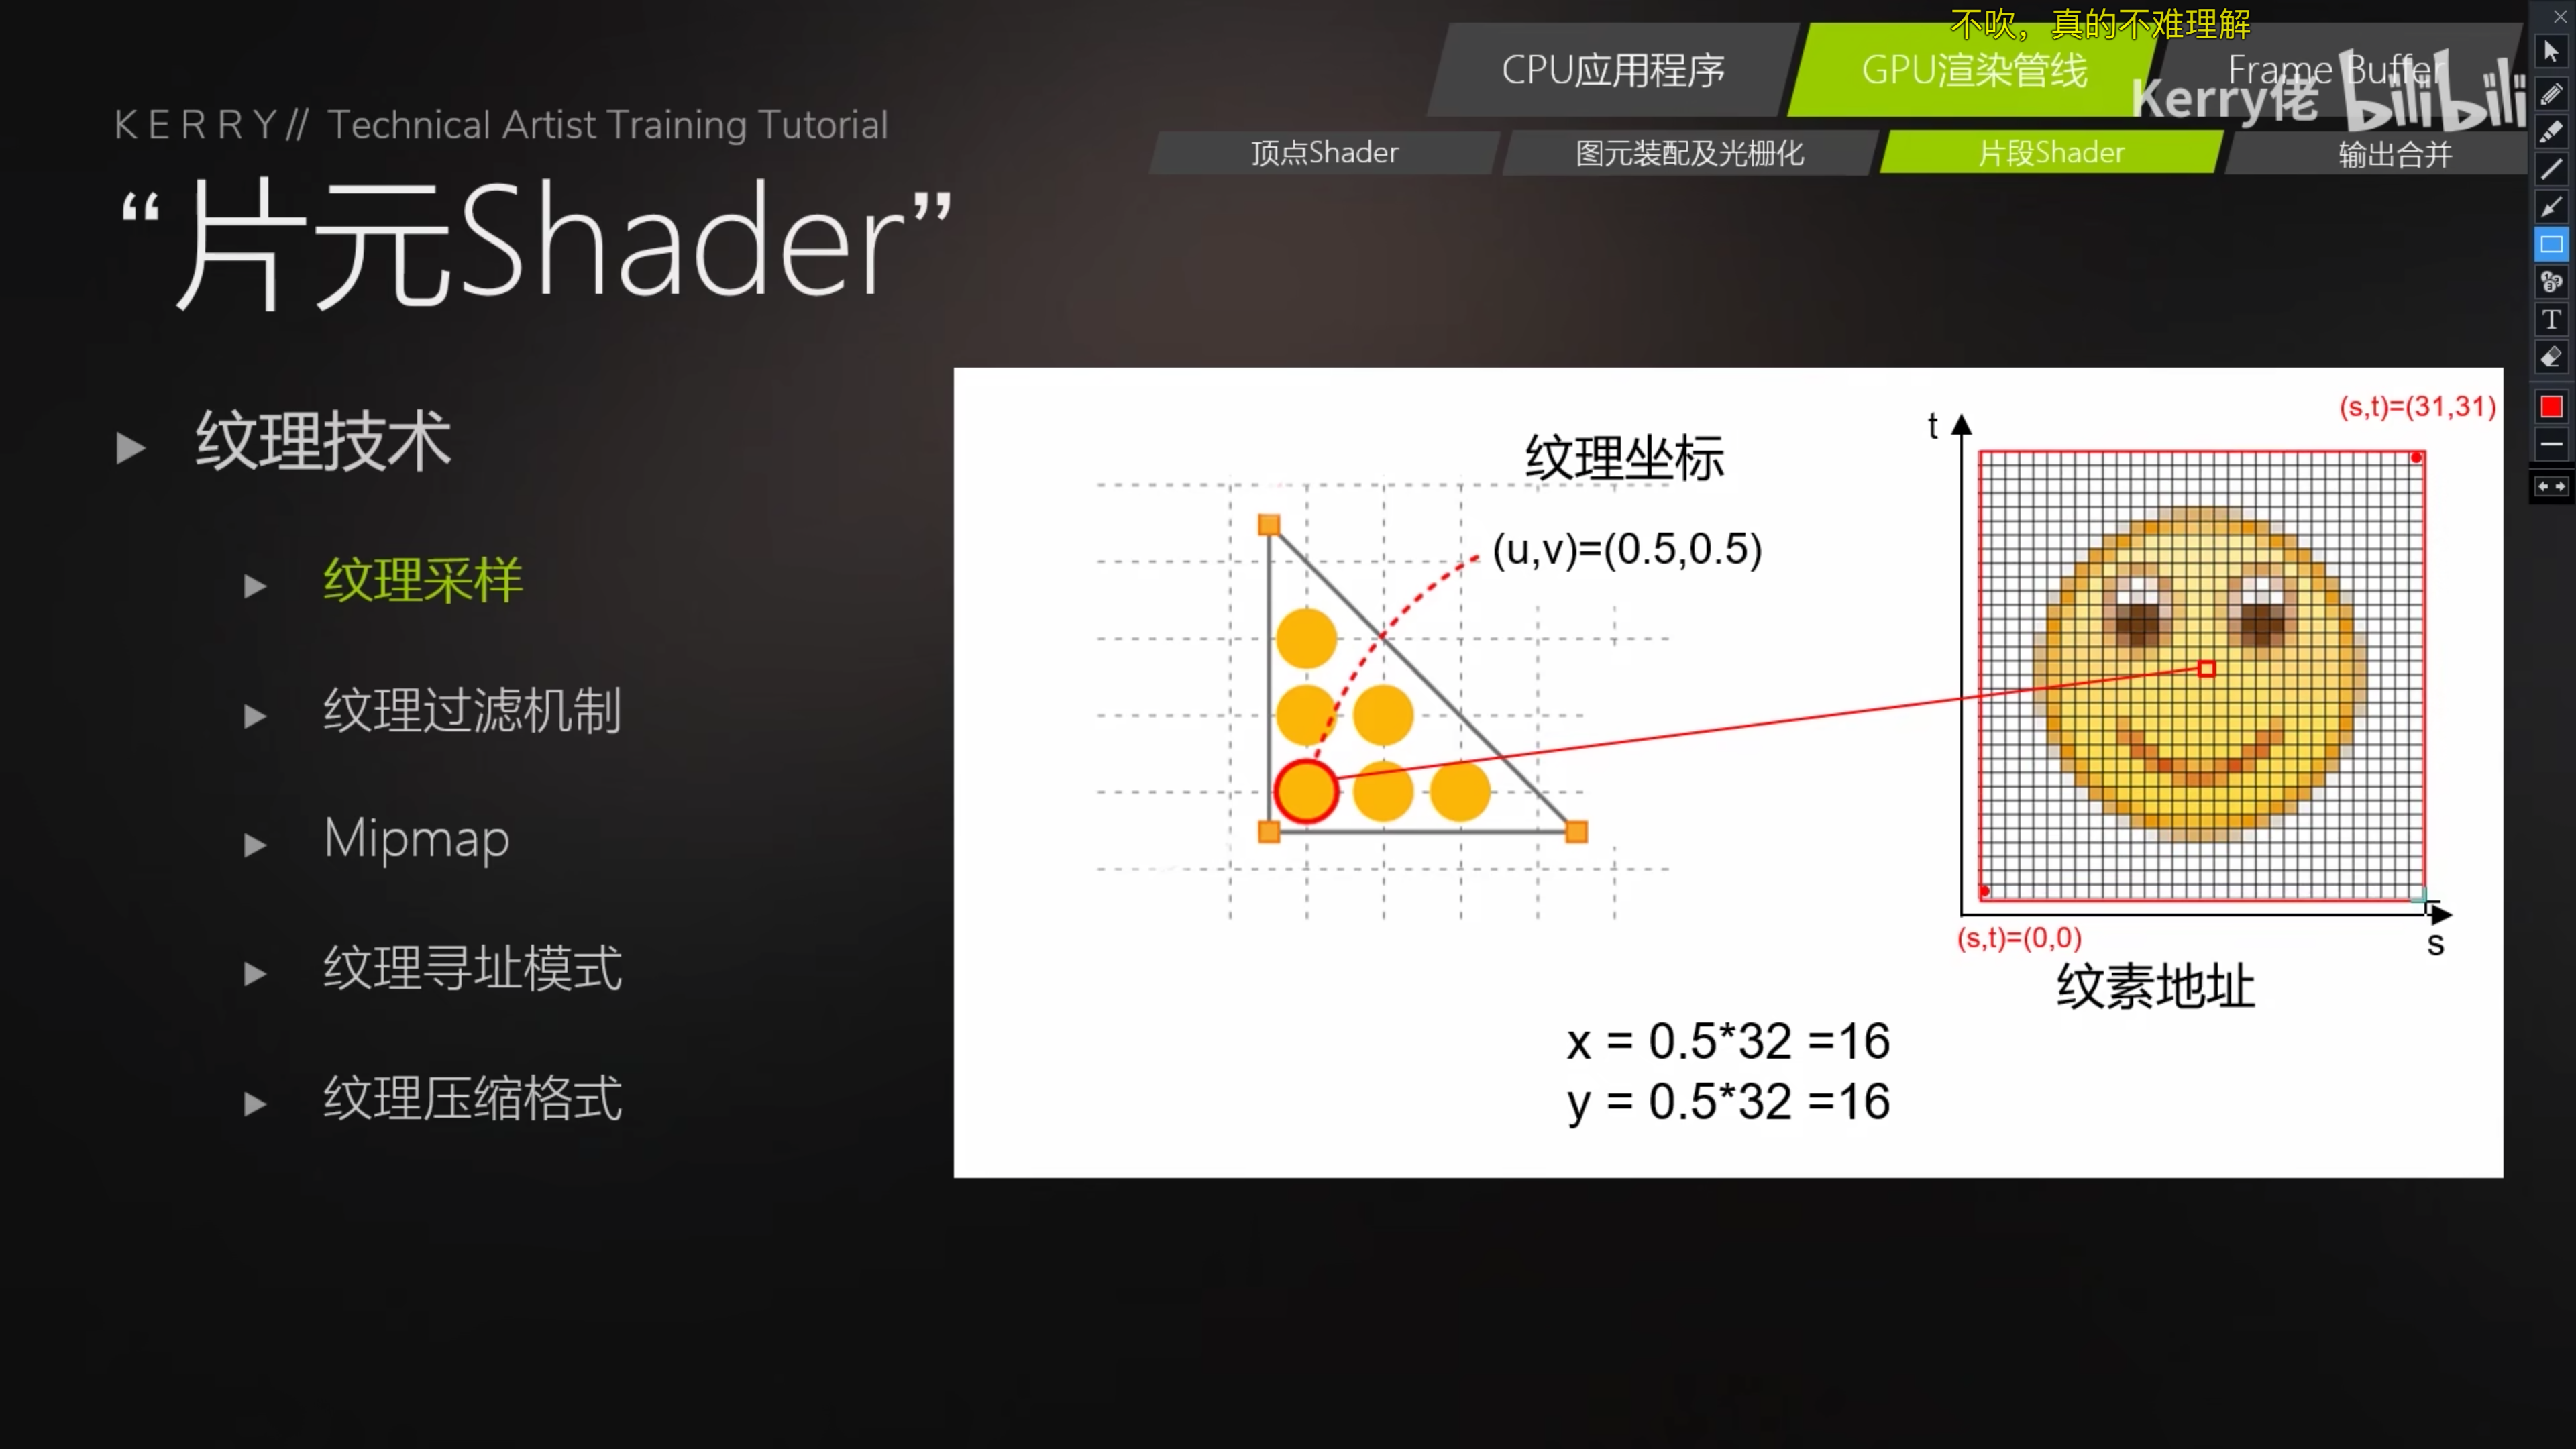 不吹，真的不难理解
CPU应用程序
GPU渲染管线
Frame Buffer
Kerry佬 bilibili
KERRY// Technical Artist Training Tutorial
顶点Shader
图元装配及光栅化
片段Shader
输出合并
“片元Shader”
纹理技术
纹理采样
纹理过滤机制
Mipmap
纹理寻址模式
纹理压缩格式
纹理坐标
(u,v)=(0.5,0.5)
t
(s,t)=(31,31)
(s,t)=(0,0)
s
纹素地址
x = 0.5*32 =16
y = 0.5*32 =16
T